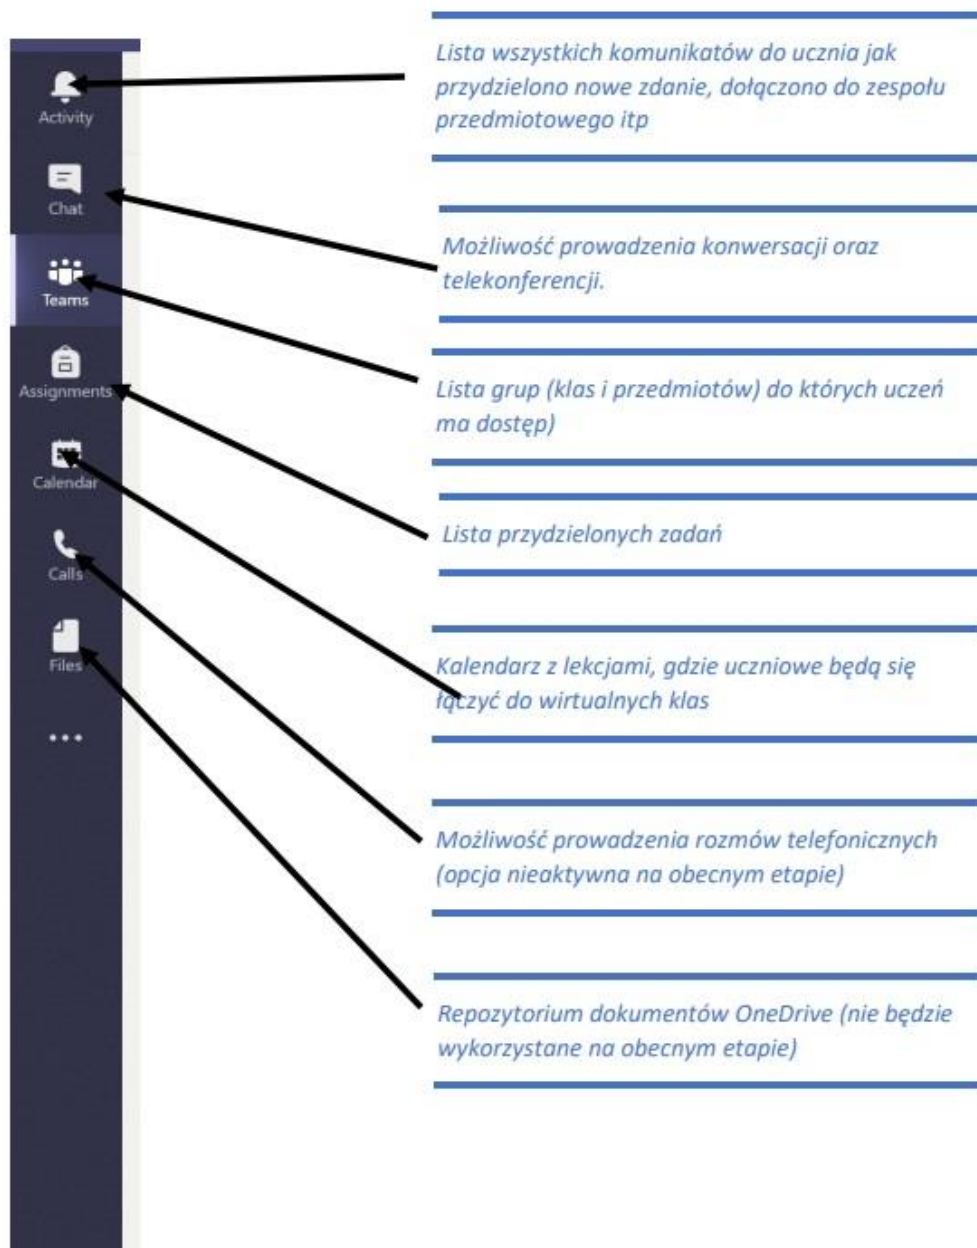 Activity
Chat
Teams
Assignments
Calendar
Calls
Files
Lista wszystkich komunikatów do ucznia jak
przydzielono nowe zdanie, dołączono do zespołu
przedmiotowego itp
Możliwość prowadzenia konwersacji oraz
telekonferencji.
Lista grup (klas i przedmiotów) do których uczeń
ma dostęp)
Lista przydzielonych zadań
Kalendarz z lekcjami, gdzie uczniowe będą się
łączyć do wirtualnych klas
Możliwość prowadzenia rozmów telefonicznych
(opcja nieaktywna na obecnym etapie)
Repozytorium dokumentów OneDrive (nie będzie
wykorzystane na obecnym etapie)